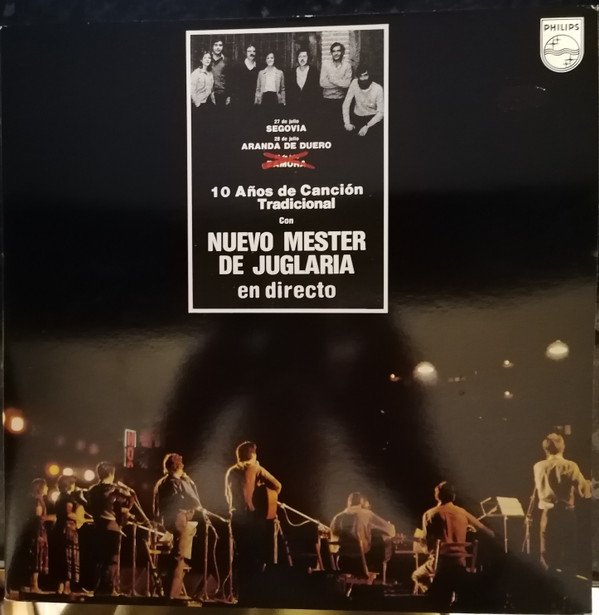 PHILIPS
27 de julio
SEGOVIA
28 de julio
ARANDA DE DUERO
ZAMORA
10 Años de Canción
Tradicional
Con
NUEVO MESTER
DE JUGLARIA
en directo